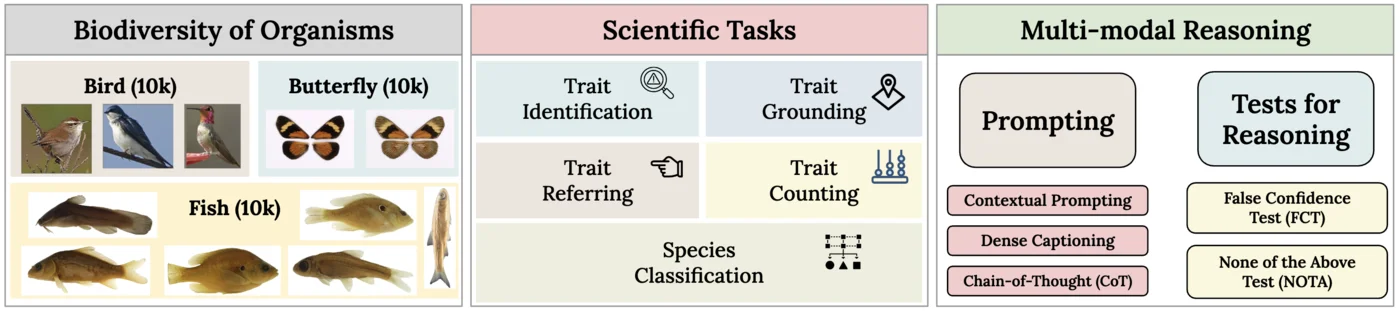 Biodiversity of Organisms
Bird (10k)
Butterfly (10k)
Fish (10k)
Scientific Tasks
Trait
Identification
Trait
Grounding
Trait
Referring
Trait
Counting
Species
Classification
Multi-modal Reasoning
Prompting
Contextual Prompting
Dense Captioning
Chain-of-Thought (CoT)
Tests for
Reasoning
False Confidence
Test (FCT)
None of the Above
Test (NOTA)